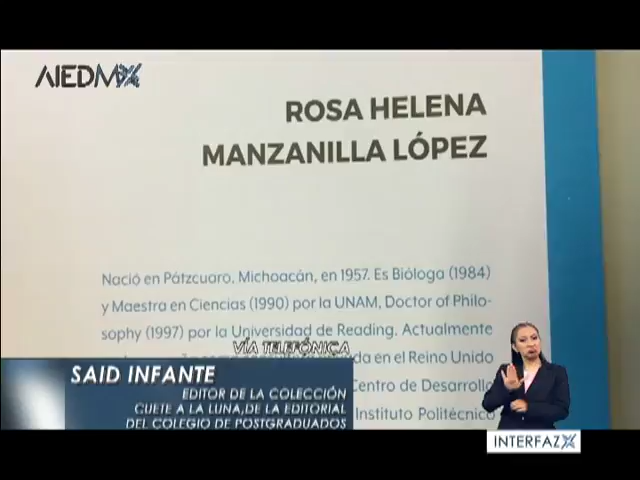 AIEDMX
ROSA HELENA
MANZANILLA LÓPEZ
Nació en Pátzcuaro, Michoacán, en 1957. Es Bióloga (1984)
y Maestra en Ciencias (1990) por la UNAM, Doctor of Philo-
sophy (1997) por la Universidad de Reading. Actualmente
VÍA TELEFÓNICA
da en el Reino Unido
SAID INFANTE
EDITOR DE LA COLECCIÓN
CUETE A LA LUNA, DE LA EDITORIAL
DEL COLEGIO DE POSTGRADUADOS
Centro de Desarrollo
Instituto Politécnico
INTERFAZX